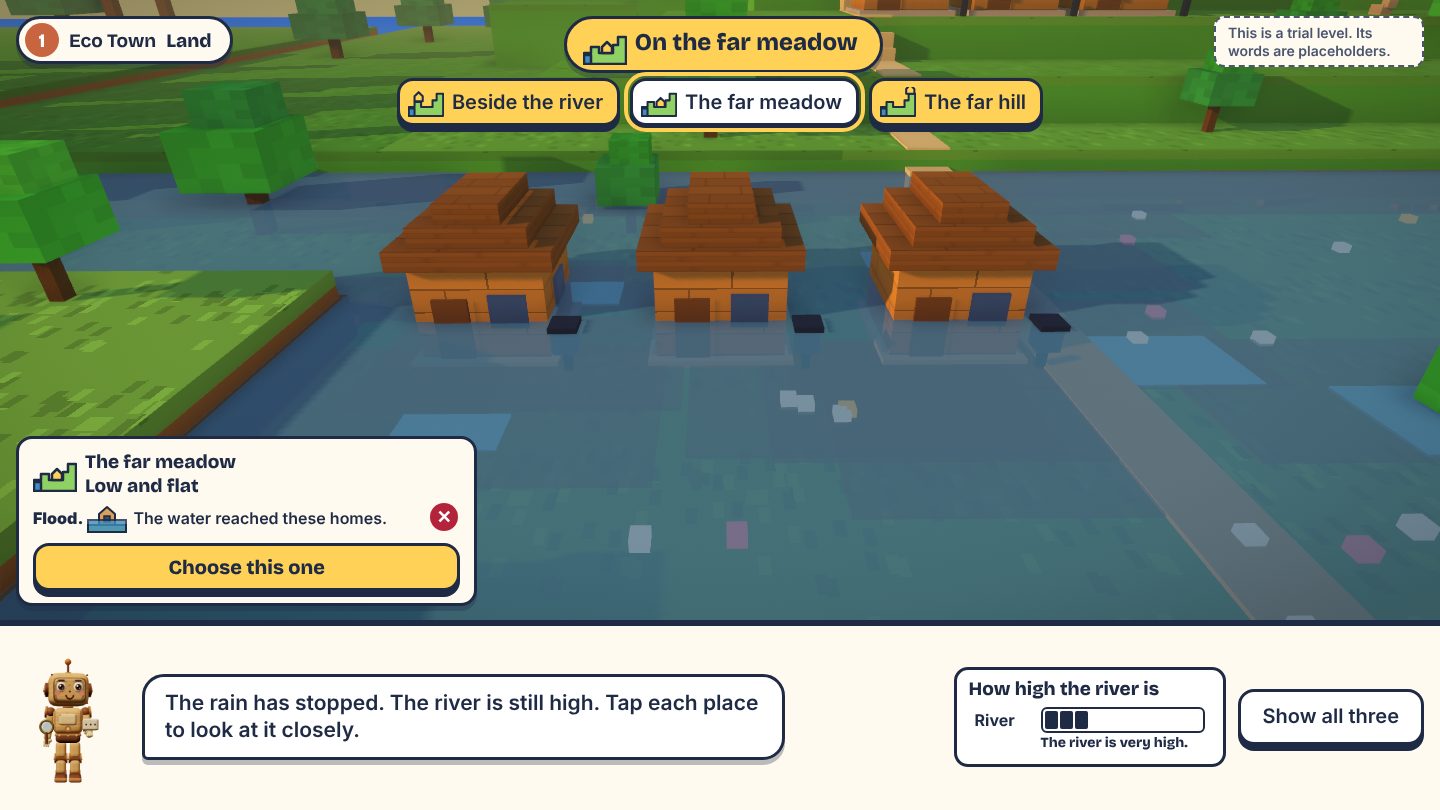 1 Eco Town Land
On the far meadow
This is a trial level. Its
words are placeholders.
Beside the river
The far meadow
The far hill
The far meadow
Low and flat
Flood. The water reached these homes.
Choose this one
The rain has stopped. The river is still high. Tap each place
to look at it closely.
How high the river is
River
The river is very high.
Show all three